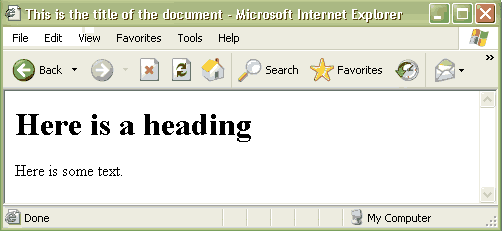 This is the title of the document - Microsoft Internet Explorer
File Edit View Favorites Tools Help
Back Search Favorites »
Here is a heading
Here is some text.
Done My Computer